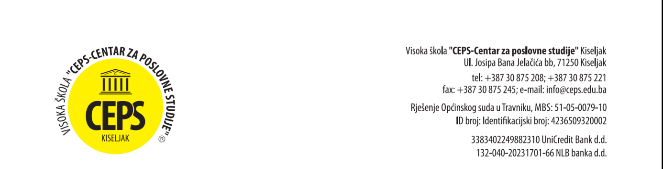 VISOKA ŠKOLA "CEPS-CENTAR ZA POSLOVNE STUDIJE"
CEPS
KISELJAK
®
Visoka škola "CEPS-Centar za poslovne studije" Kiseljak
Ul. Josipa Bana Jelačića bb, 71250 Kiseljak
tel: +387 30 875 208; +387 30 875 221
fax: +387 30 875 245; e-mail: info@ceps.edu.ba
Rješenje Općinskog suda u Travniku, MBS: 51-05-0079-10
ID broj: Identifikacijski broj: 4236509320002
3383402249882310 UniCredit Bank d.d.
132-040-20231701-66 NLB banka d.d.